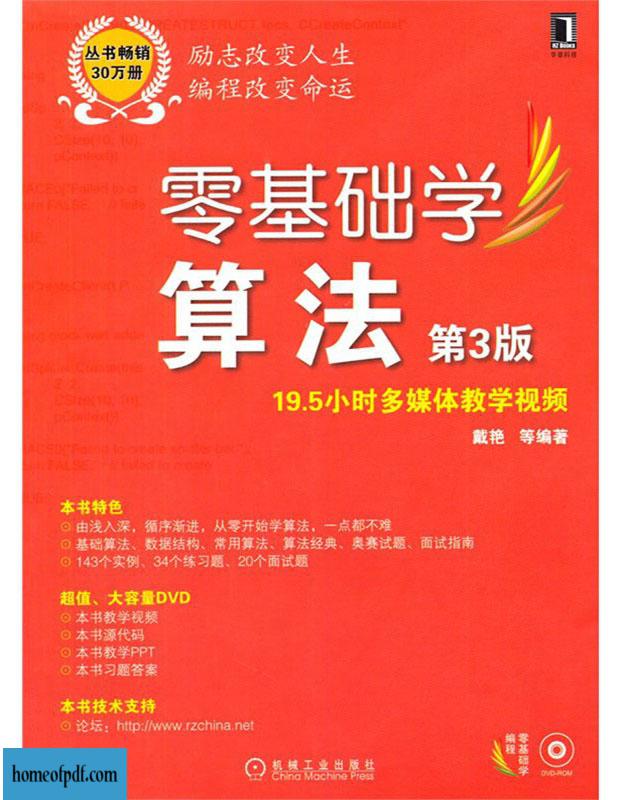 丛书畅销
30万册
励志改变人生
编程改变命运
HZ Books
华章科技
零基础学
算法 第3版
19.5小时多媒体教学视频
戴艳 等编著
本书特色
由浅入深，循序渐进，从零开始学算法，一点都不难
基础算法、数据结构、常用算法、算法经典、奥赛试题、面试指南
143个实例、34个练习题、20个面试题
超值、大容量DVD
本书教学视频
本书源代码
本书教学PPT
本书习题答案
本书技术支持
论坛：http://www.rzchina.net
零基础学
编程
DVD-ROM
机械工业出版社
China Machine Press
homeofpdf.com